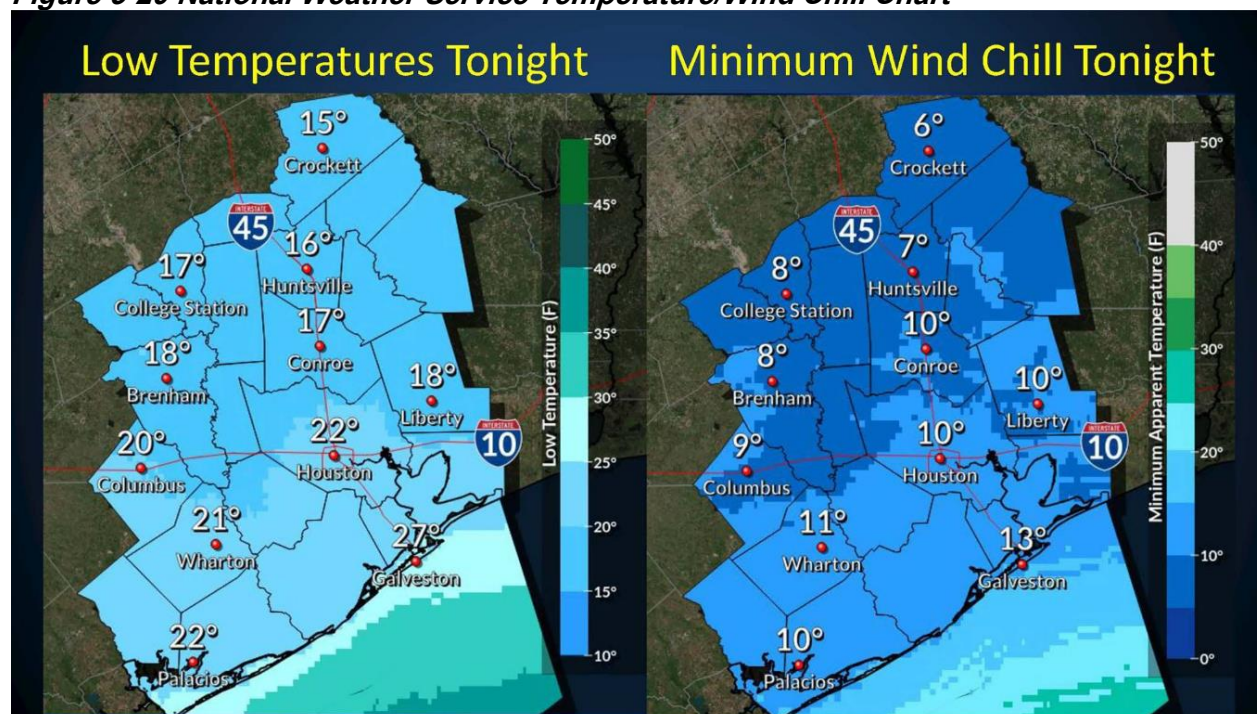 Figure National Weather Service Temperature/Wind Chill Chart
Low Temperatures Tonight
15°
Crockett
INTERSTATE
45
16°
Huntsville
17°
College Station
17°
Conroe
18°
Brenham
18°
Liberty
INTERSTATE
10
20°
Columbus
22°
Houston
21°
Wharton
27°
Galveston
22°
Palacios
Low Temperature (F)
50°
45°
40°
35°
30°
25°
20°
15°
10°
Minimum Wind Chill Tonight
6°
Crockett
INTERSTATE
45
7°
Huntsville
8°
College Station
10°
Conroe
8°
Brenham
10°
Liberty
INTERSTATE
10
9°
Columbus
10°
Houston
11°
Wharton
13°
Galveston
10°
Palacios
Minimum Apparent Temperature (F)
50°
40°
30°
20°
10°
0°